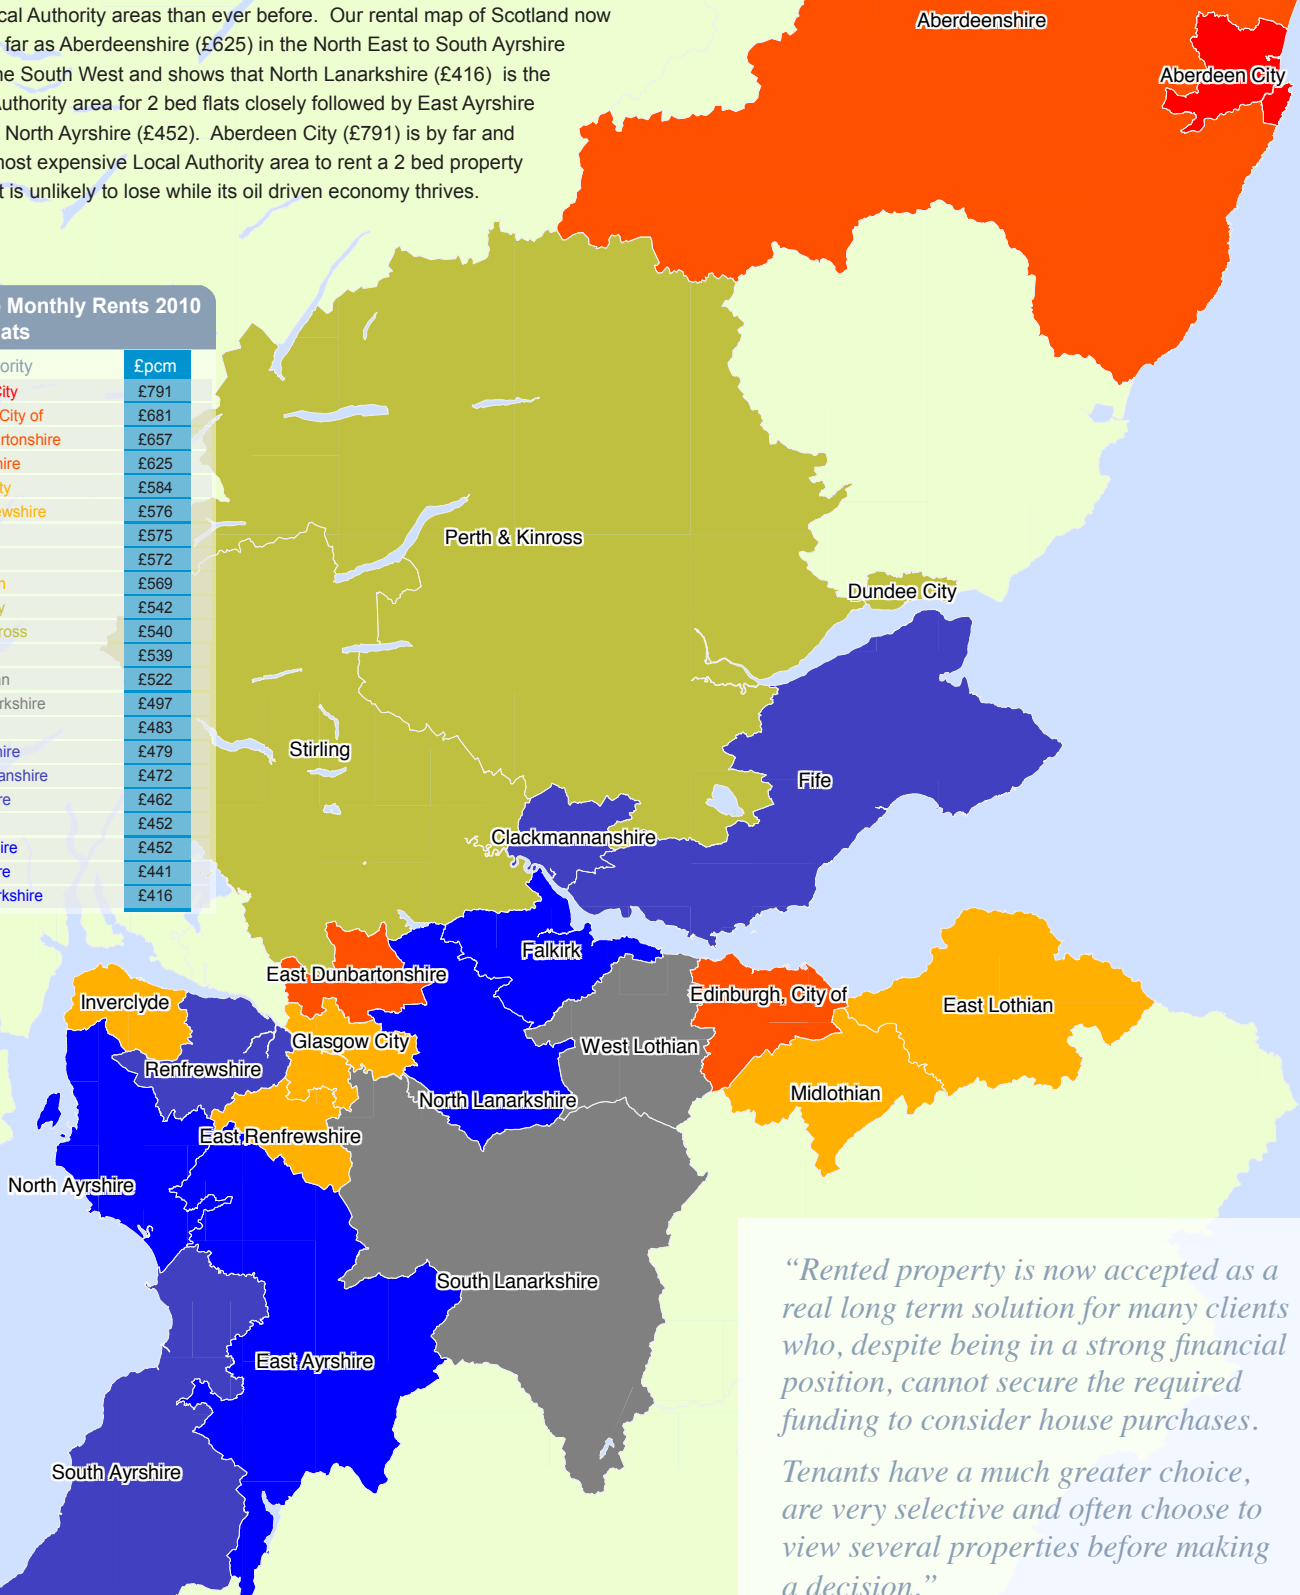 cal Authority areas than ever before. Our rental map of Scotland now
far as Aberdeenshire (£625) in the North East to South Ayrshire
he South West and shows that North Lanarkshire (£416) is the
Authority area for 2 bed flats closely followed by East Ayrshire
North Ayrshire (£452). Aberdeen City (£791) is by far and
most expensive Local Authority area to rent a 2 bed property
t is unlikely to lose while its oil driven economy thrives.
Monthly Rents 2010
ats
ority £pcm
City £791
City of £681
rtonshire £657
hire £625
ty £584
wshire £576
£575
£572
n £569
y £542
ross £540
£539
an £522
rkshire £497
£483
ire £479
anshire £472
re £462
£452
ire £452
re £441
rkshire £416
Aberdeenshire
Aberdeen City
Perth & Kinross
Dundee City
Stirling
Fife
Clackmannanshire
Falkirk
East Dunbartonshire
Edinburgh, City of
Inverclyde
East Lothian
Glasgow City
West Lothian
Renfrewshire
Midlothian
North Lanarkshire
East Renfrewshire
North Ayrshire
South Lanarkshire
East Ayrshire
South Ayrshire
“Rented property is now accepted as a
real long term solution for many clients
who, despite being in a strong financial
position, cannot secure the required
funding to consider house purchases.
Tenants have a much greater choice,
are very selective and often choose to
view several properties before making
a decision.”